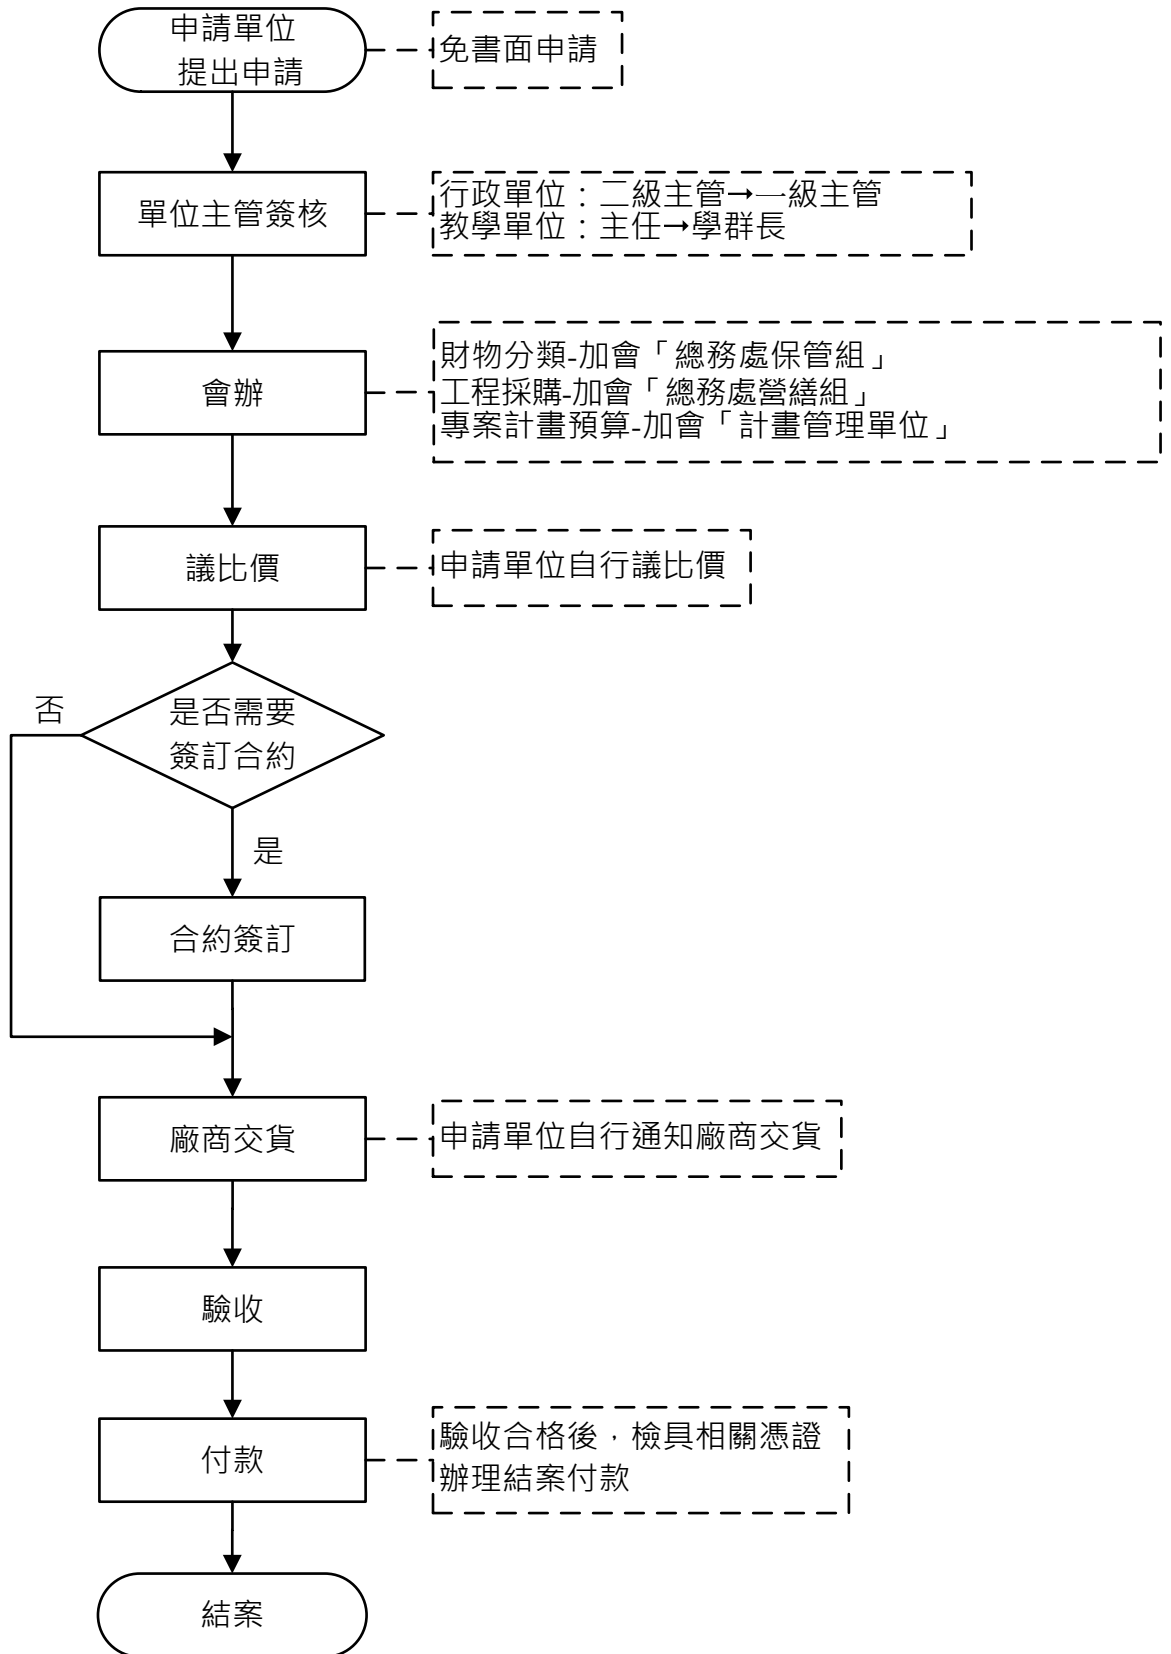 申請單位
提出申請
免書面申請
單位主管簽核
行政單位：二級主管→一級主管
教學單位：主任→學群長
會辦
財物分類-加會「總務處保管組」
工程採購-加會「總務處營繕組」
專案計畫預算-加會「計畫管理單位」
議比價
申請單位自行議比價
否
是否需要
簽訂合約
是
合約簽訂
廠商交貨
申請單位自行通知廠商交貨
驗收
付款
驗收合格後，檢具相關憑證
辦理結案付款
結案